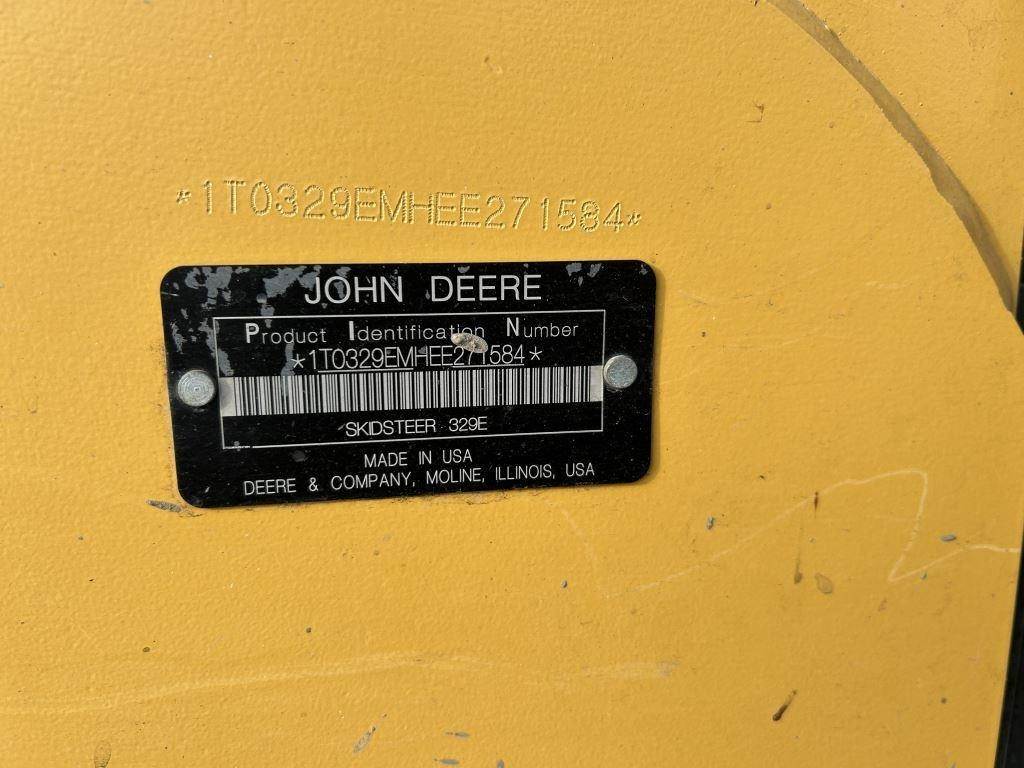 *1T0329EMHEE271584*
JOHN DEERE
Product Identification Number
*1T0329EMHEE271584*
SKIDSTEER 329E
MADE IN USA
DEERE & COMPANY, MOLINE, ILLINOIS, USA